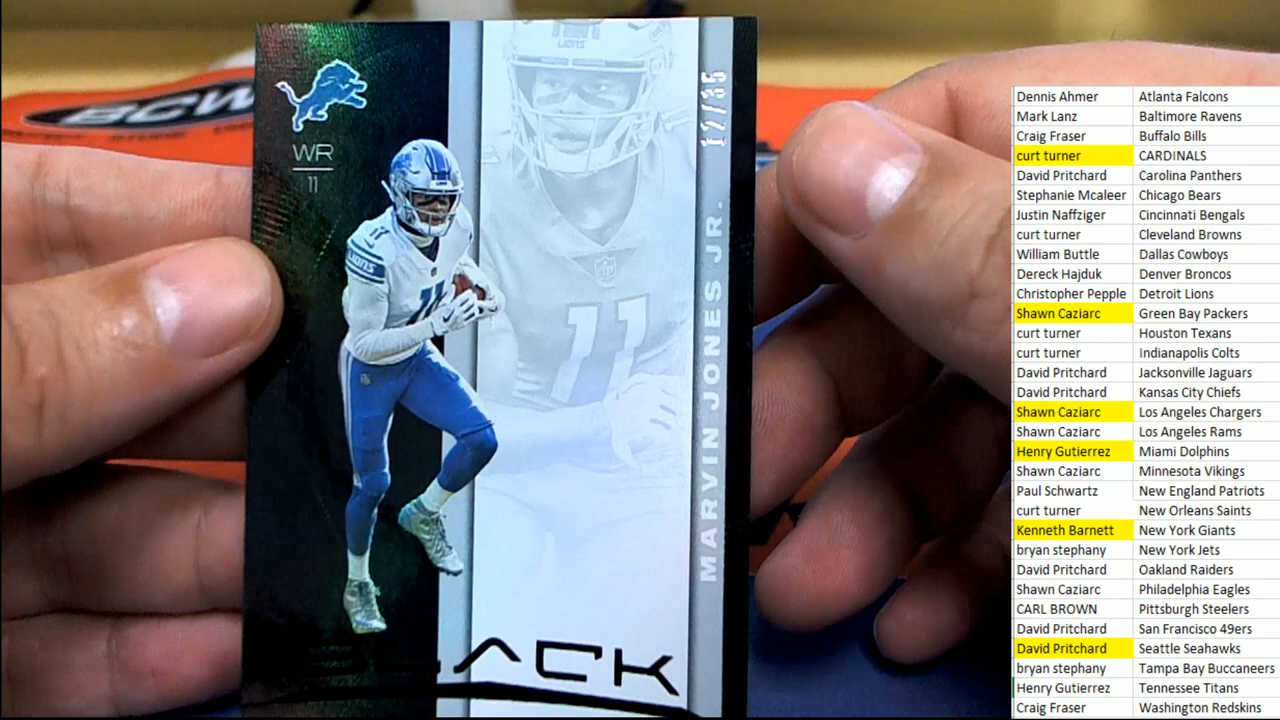 BCW
WR
11
LIONS
LIONS
11
11
12/35
MARVIN JONES JR.
ACK
Dennis Ahmer Atlanta Falcons
Mark Lanz Baltimore Ravens
Craig Fraser Buffalo Bills
curt turner CARDINALS
David Pritchard Carolina Panthers
Stephanie Mcaleer Chicago Bears
Justin Naffziger Cincinnati Bengals
curt turner Cleveland Browns
William Buttle Dallas Cowboys
Dereck Hajduk Denver Broncos
Christopher Pepple Detroit Lions
Shawn Caziarc Green Bay Packers
curt turner Houston Texans
curt turner Indianapolis Colts
David Pritchard Jacksonville Jaguars
David Pritchard Kansas City Chiefs
Shawn Caziarc Los Angeles Chargers
Shawn Caziarc Los Angeles Rams
Henry Gutierrez Miami Dolphins
Shawn Caziarc Minnesota Vikings
Paul Schwartz New England Patriots
curt turner New Orleans Saints
Kenneth Barnett New York Giants
bryan stephany New York Jets
David Pritchard Oakland Raiders
Shawn Caziarc Philadelphia Eagles
CARL BROWN Pittsburgh Steelers
David Pritchard San Francisco 49ers
David Pritchard Seattle Seahawks
bryan stephany Tampa Bay Buccaneers
Henry Gutierrez Tennessee Titans
Craig Fraser Washington Redskins